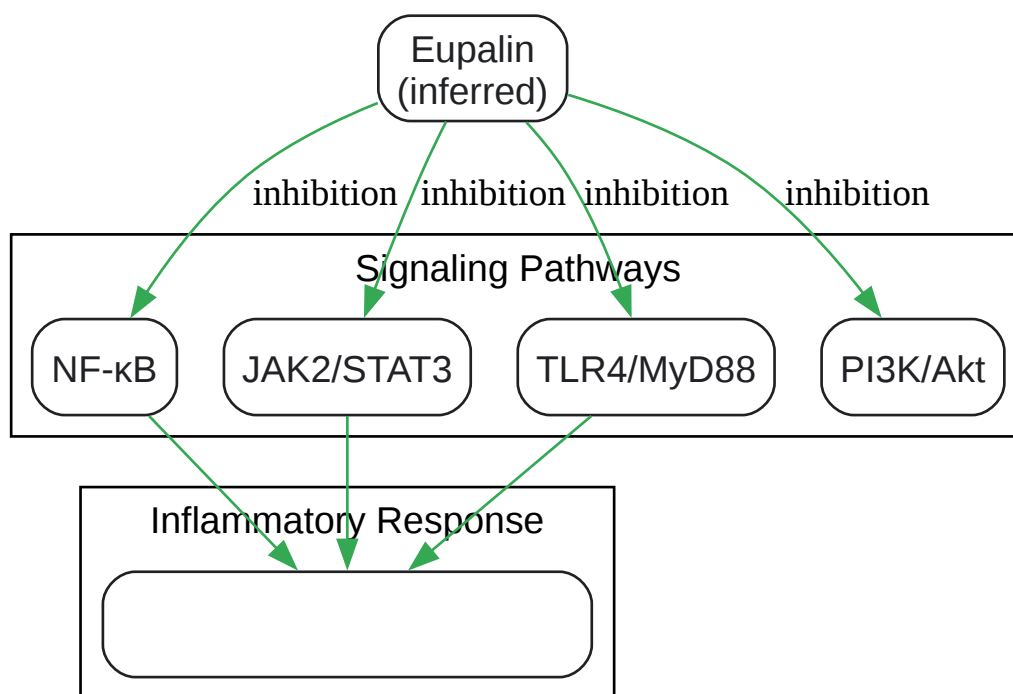 Eupalin
(inferred)
inhibition inhibition inhibition inhibition
Signaling Pathways
NF-κB JAK2/STAT3 TLR4/MyD88 PI3K/Akt
Inflammatory Response